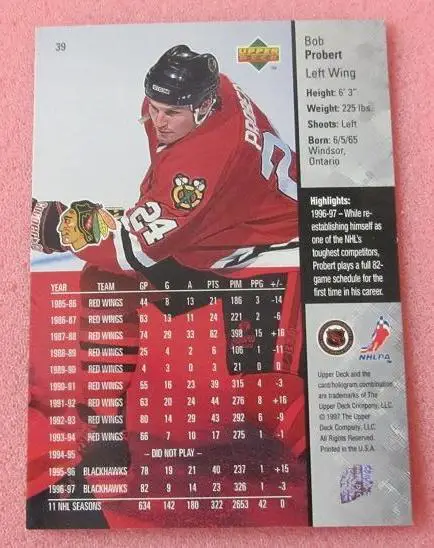 39
UPPER DECK
Bob
Probert
Left Wing
Height: 6' 3"
Weight: 225 lbs.
Shoots: Left
Born: 6/5/65
Windsor,
Ontario
24
Highlights:
1996-97 – While re-
establishing himself as
one of the NHL's
toughest competitors,
Probert plays a full 82-
game schedule for the
first time in his career.
YEAR TEAM GP G A PTS PIM PPG +/-
1985-86 RED WINGS 44 8 13 21 186 3 -14
1986-87 RED WINGS 63 13 11 24 221 2 -6
1987-88 RED WINGS 74 29 33 62 398 15 +16
1988-89 RED WINGS 25 4 2 6 106 1 -11
1989-90 RED WINGS 4 3 0 3 21 0 0
1990-91 RED WINGS 55 16 23 39 315 4 -3
1991-92 RED WINGS 63 20 24 44 276 8 +16
1992-93 RED WINGS 80 14 29 43 292 6 -9
1993-94 RED WINGS 66 7 10 17 275 1 -1
1994-95 – DID NOT PLAY –
1995-96 BLACKHAWKS 78 19 21 40 237 1 +15
1996-97 BLACKHAWKS 82 9 14 23 326 1 -3
11 NHL SEASONS 634 142 180 322 2653 42 0
NHLPA
Upper Deck and the
card/hologram combination
are trademarks of The
Upper Deck Company, LLC.
© 1997 The Upper
Deck Company, LLC.
All Rights Reserved.
Printed in the U.S.A.